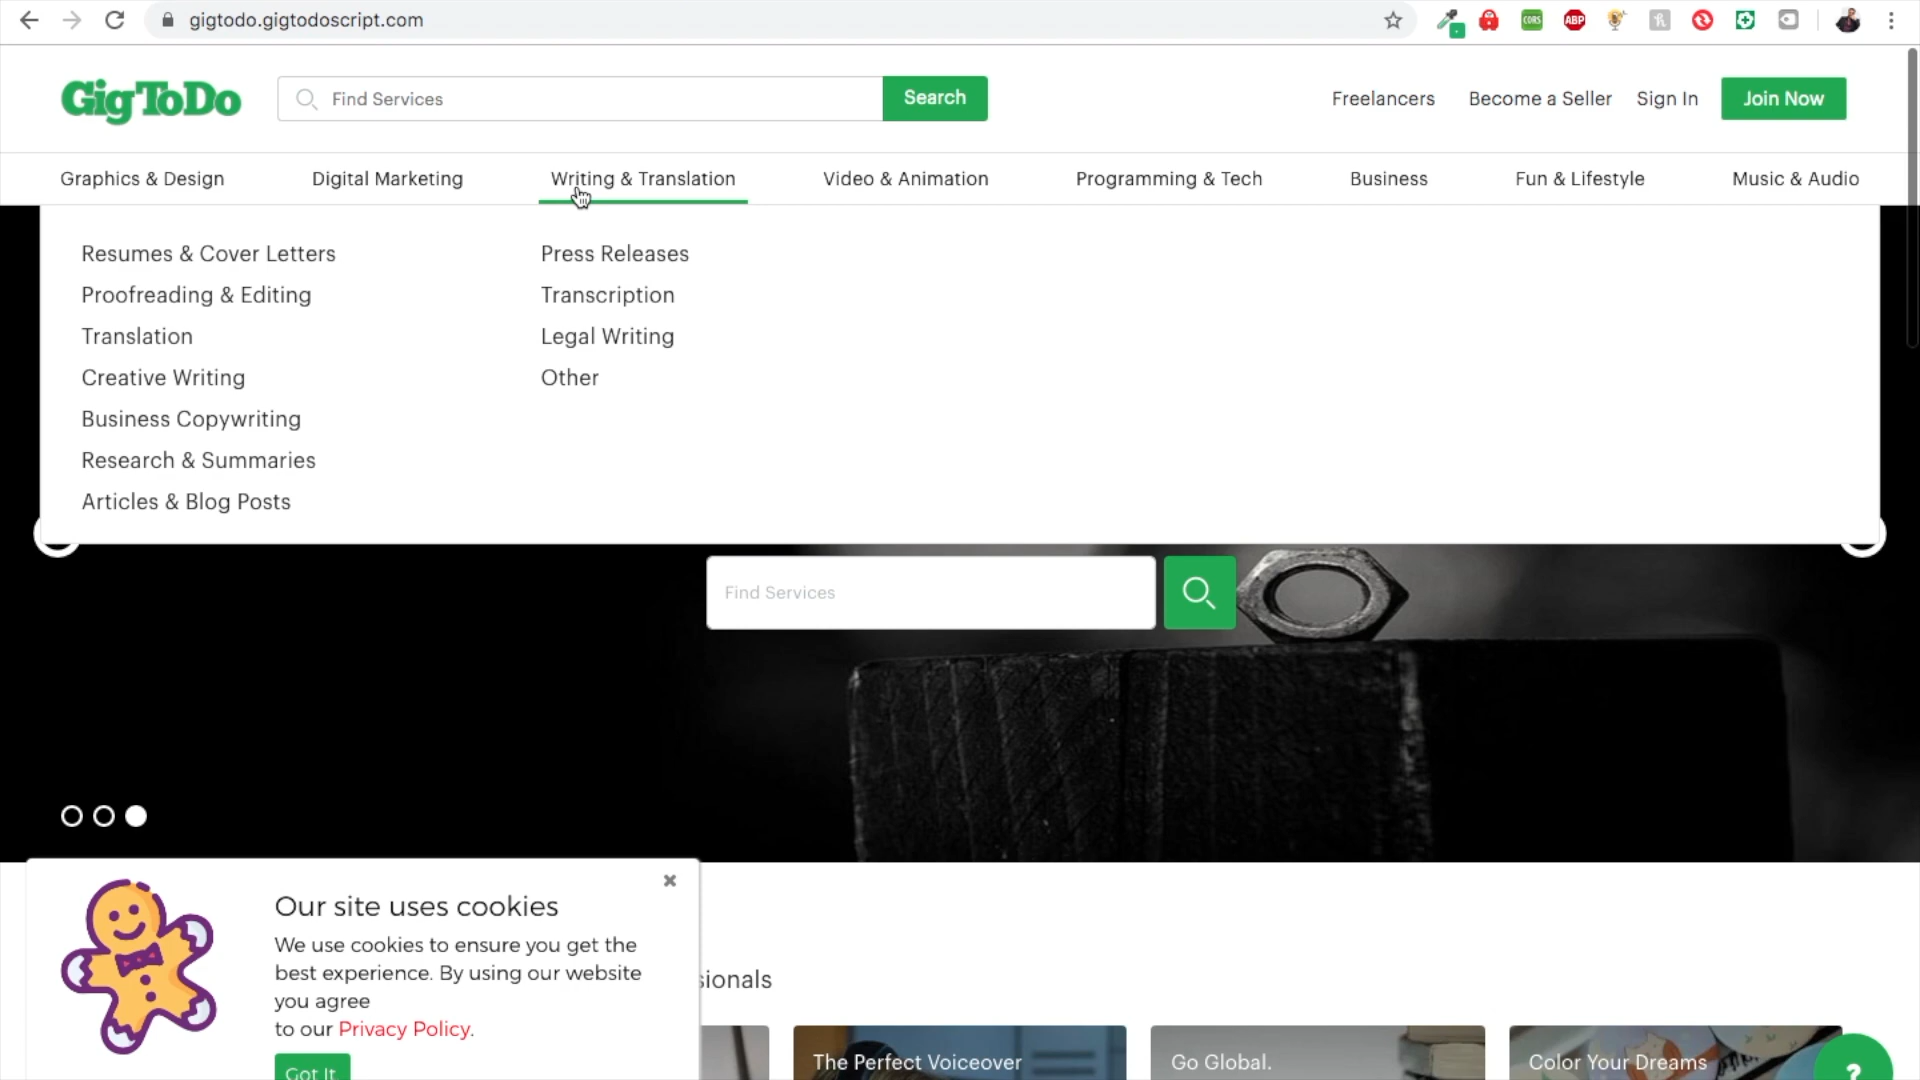 gigtodo.gigtodoscript.com
CORS
ABP
GigToDo
Find Services
Search
Freelancers
Become a Seller
Sign In
Join Now
Graphics & Design
Digital Marketing
Writing & Translation
Video & Animation
Programming & Tech
Business
Fun & Lifestyle
Music & Audio
Resumes & Cover Letters
Proofreading & Editing
Translation
Creative Writing
Business Copywriting
Research & Summaries
Articles & Blog Posts
Press Releases
Transcription
Legal Writing
Other
Find Services
Our site uses cookies
We use cookies to ensure you get the
best experience. By using our website
you agree
to our Privacy Policy.
Got It.
sionals
The Perfect Voiceover
Go Global.
Color Your Dreams
?